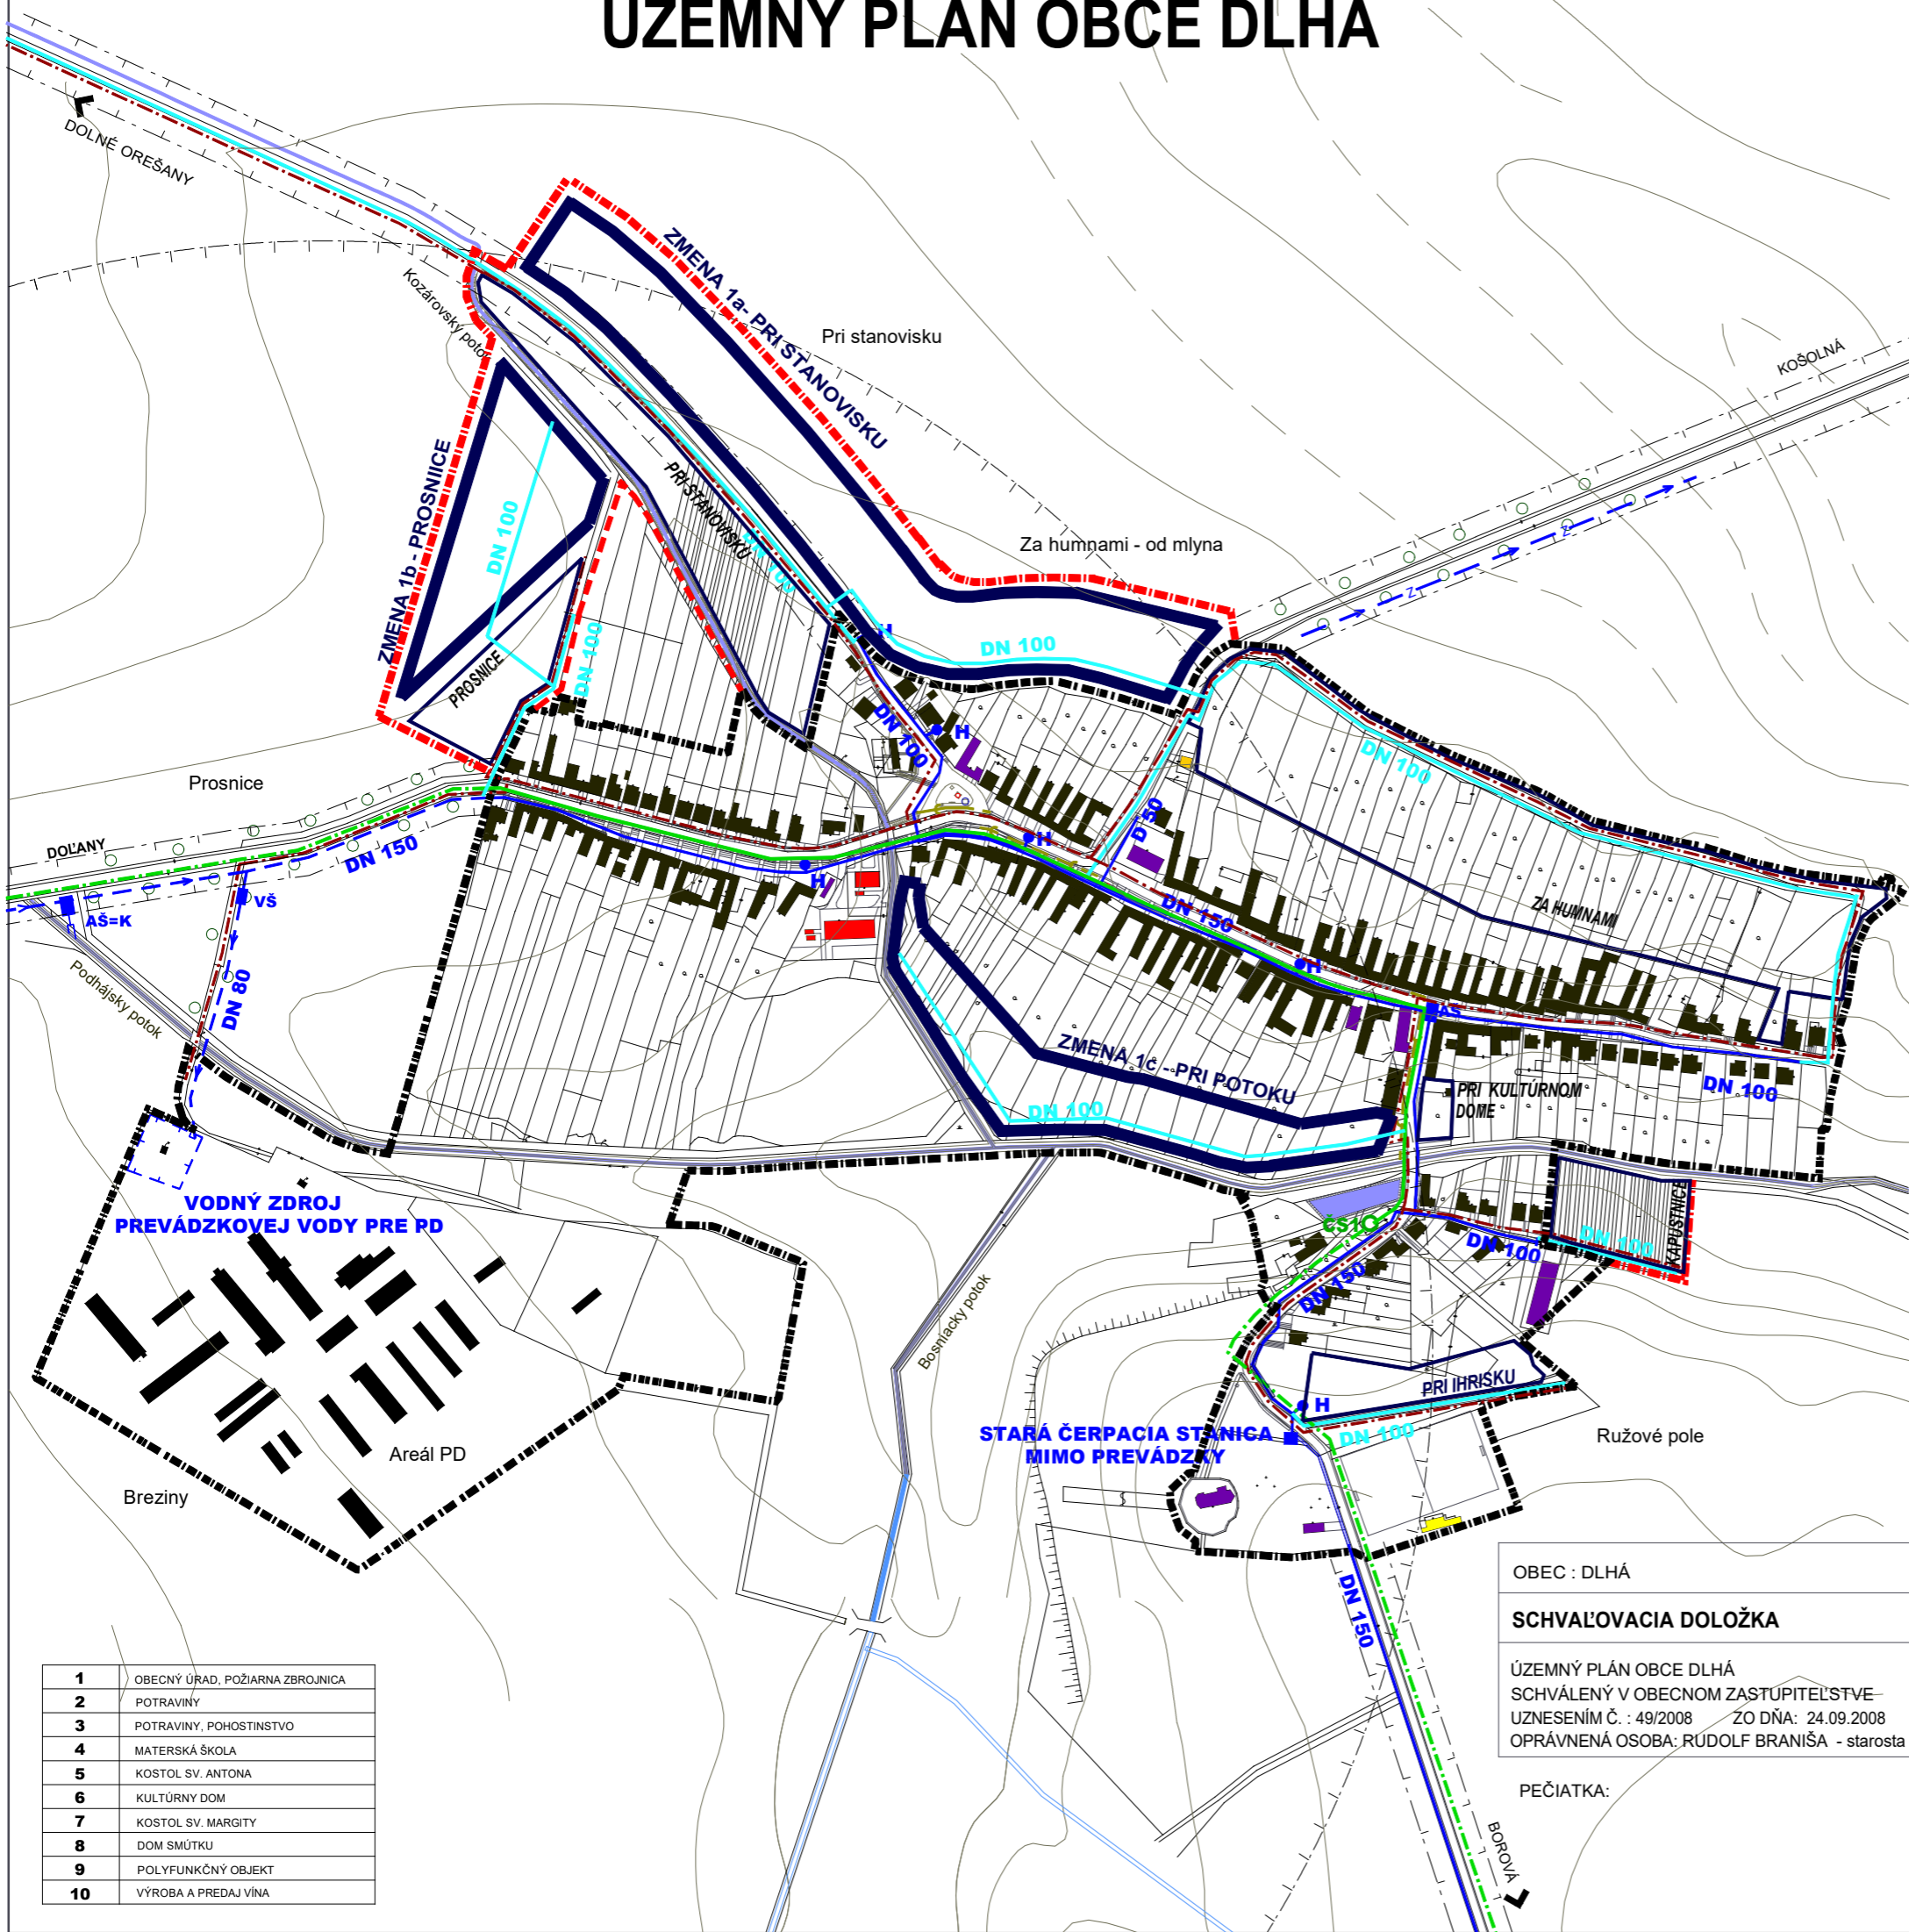 ÚZEMNÝ PLÁN OBCE DLHÁ
DOLNÉ OREŠANY
Kozárovský potok
ZMENA 1a- PRI STANOVISKU
Pri stanovisku
KOŠOLNÁ
ZMENA 1b - PROSNIICE
DN 100
PRI STANOVISKU
DN 100
Za humnami - od mlyna
Z
Z
H
DN 100
DN 100
PROSNICE
DN 100
H
DN 100
Prosnice
DOĽANY
DN 150
H
H
D 50
DN 150
ZA HUMNAMI
VŠ
AŠ=K
DN 80
Podhájsky potok
H
AŠ
ZMENA 1c - PRI POTOKU
DN 100
PRI KULTÚRNOM
DOME
DN 100
VODNÝ ZDROJ
PREVÁDZKOVEJ VODY PRE PD
ČS1
KAPUSTNICE
DN 100
DN 100
DN 150
Bosniacky potok
PRI IHRISKU
H
DN 100
STARÁ ČERPACIA STANICA
MIMO PREVÁDZKY
Ružové pole
Areál PD
Breziny
DN 150
BOROVÁ
OBEC : DLHÁ
SCHVAĽOVACIA DOLOŽKA
ÚZEMNÝ PLÁN OBCE DLHÁ
SCHVÁLENÝ V OBECNOM ZASTUPITEĽSTVE
UZNESENÍM Č. : 49/2008 ZO DŇA: 24.09.2008
OPRÁVNENÁ OSOBA: RUDOLF BRANIŠA - starosta
PEČIATKA:
1 OBECNÝ ÚRAD, POŽIARNA ZBROJNICA
2 POTRAVINY
3 POTRAVINY, POHOSTINSTVO
4 MATERSKÁ ŠKOLA
5 KOSTOL SV. ANTONA
6 KULTÚRNY DOM
7 KOSTOL SV. MARGITY
8 DOM SMÚTKU
9 POLYFUNKČNÝ OBJEKT
10 VÝROBA A PREDAJ VÍNA